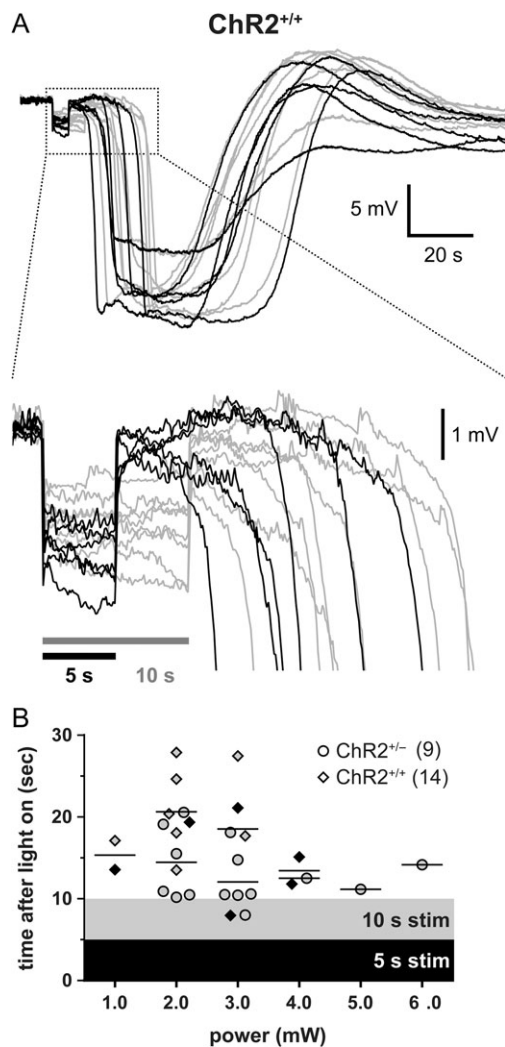 A
ChR2+/+
5 mV
20 s
1 mV
5 s
10 s
B
30
20
10
0
time after light on (sec)
ChR2+/– (9)
ChR2+/+ (14)
10 s stim
5 s stim
1.0 2.0 3.0 4.0 5.0 6 .0
power (mW)